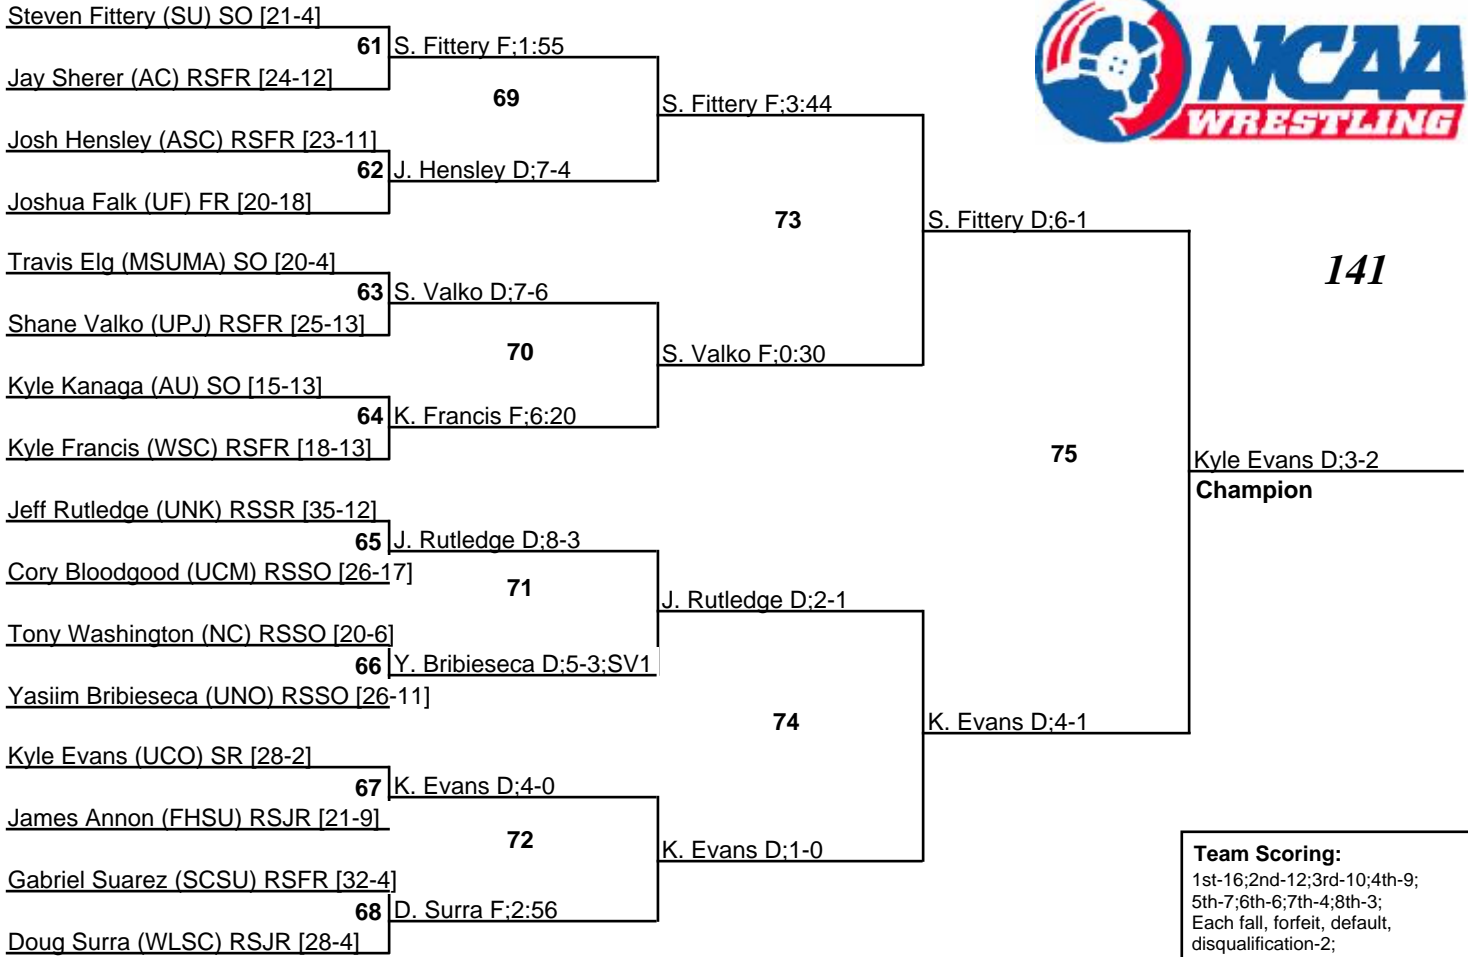 Steven Fittery (SU) SO [21-4]
61 S. Fittery F;1:55
Jay Sherer (AC) RSFR [24-12]
69
S. Fittery F;3:44
Josh Hensley (ASC) RSFR [23-11]
62 J. Hensley D;7-4
Joshua Falk (UF) FR [20-18]
73
S. Fittery D;6-1
Travis Elg (MSUMA) SO [20-4]
63 S. Valko D;7-6
Shane Valko (UPJ) RSFR [25-13]
70
S. Valko F;0:30
Kyle Kanaga (AU) SO [15-13]
64 K. Francis F;6:20
Kyle Francis (WSC) RSFR [18-13]
75
Kyle Evans D;3-2
Champion
Jeff Rutledge (UNK) RSSR [35-12]
65 J. Rutledge D;8-3
Cory Bloodgood (UCM) RSSO [26-17]
71
J. Rutledge D;2-1
Tony Washington (NC) RSSO [20-6]
66 Y. Bribieseca D;5-3;SV1
Yasiim Bribieseca (UNO) RSSO [26-11]
74
K. Evans D;4-1
Kyle Evans (UCO) SR [28-2]
67 K. Evans D;4-0
James Annon (FHSU) RSJR [21-9]
72
K. Evans D;1-0
Gabriel Suarez (SCSU) RSFR [32-4]
68 D. Surra F;2:56
Doug Surra (WLSC) RSJR [28-4]
NCAA
WRESTLING
141
Team Scoring:
1st-16;2nd-12;3rd-10;4th-9;
5th-7;6th-6;7th-4;8th-3;
Each fall, forfeit, default,
disqualification-2;